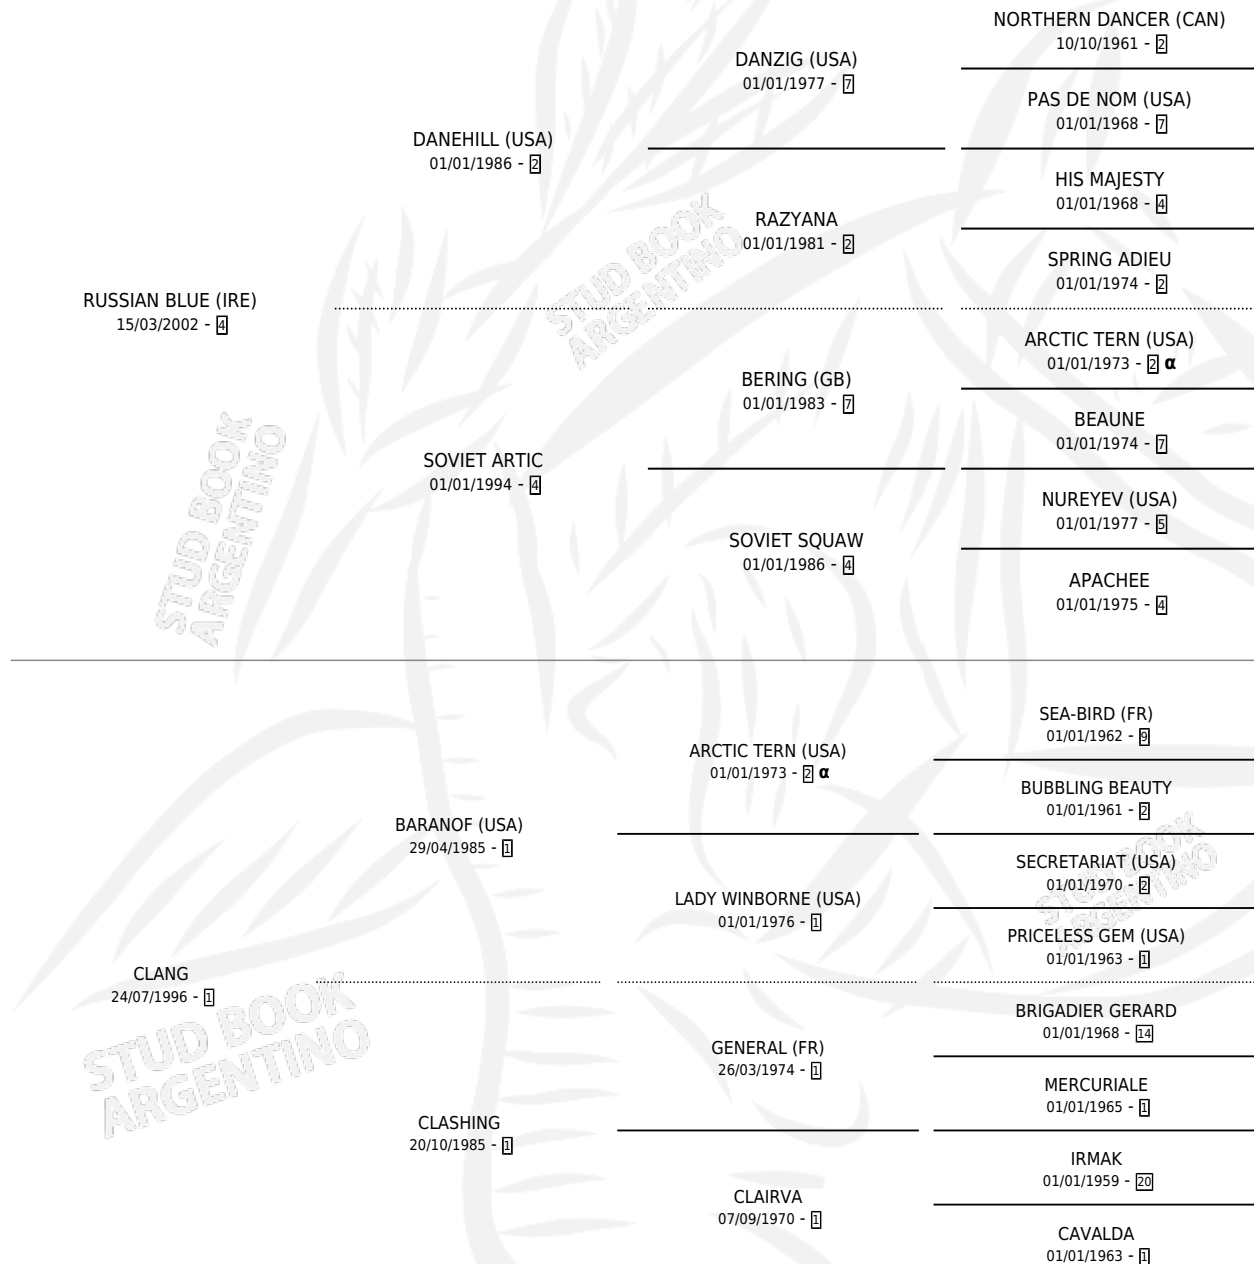 NORTHERN DANCER (CAN)
10/10/1961 - 2
DANZIG (USA)
01/01/1977 - 7
PAS DE NOM (USA)
01/01/1968 - 7
DANEHILL (USA)
01/01/1986 - 2
HIS MAJESTY
01/01/1968 - 4
RAZYANA
01/01/1981 - 2
SPRING ADIEU
01/01/1974 - 2
RUSSIAN BLUE (IRE)
15/03/2002 - 4
ARCTIC TERN (USA)
01/01/1973 - 2 α
BERING (GB)
01/01/1983 - 7
BEAUNE
01/01/1974 - 7
SOVIET ARTIC
01/01/1994 - 4
NUREYEV (USA)
01/01/1977 - 5
SOVIET SQUAW
01/01/1986 - 4
APACHEE
01/01/1975 - 4
STUD BOOK
ARGENTINO
STUD BOOK
ARGENTINO
SEA-BIRD (FR)
01/01/1962 - 9
ARCTIC TERN (USA)
01/01/1973 - 2 α
BUBBLING BEAUTY
01/01/1961 - 2
BARANOF (USA)
29/04/1985 - 1
SECRETARIAT (USA)
01/01/1970 - 2
LADY WINBORNE (USA)
01/01/1976 - 1
PRICELESS GEM (USA)
01/01/1963 - 1
CLANG
24/07/1996 - 1
BRIGADIER GERARD
01/01/1968 - 14
GENERAL (FR)
26/03/1974 - 1
MERCURIALE
01/01/1965 - 1
CLASHING
20/10/1985 - 1
IRMAK
01/01/1959 - 20
CLAIRVA
07/09/1970 - 1
CAVALDA
01/01/1963 - 1
STUD BOOK
ARGENTINO
STUD BOOK
ARGENTINO